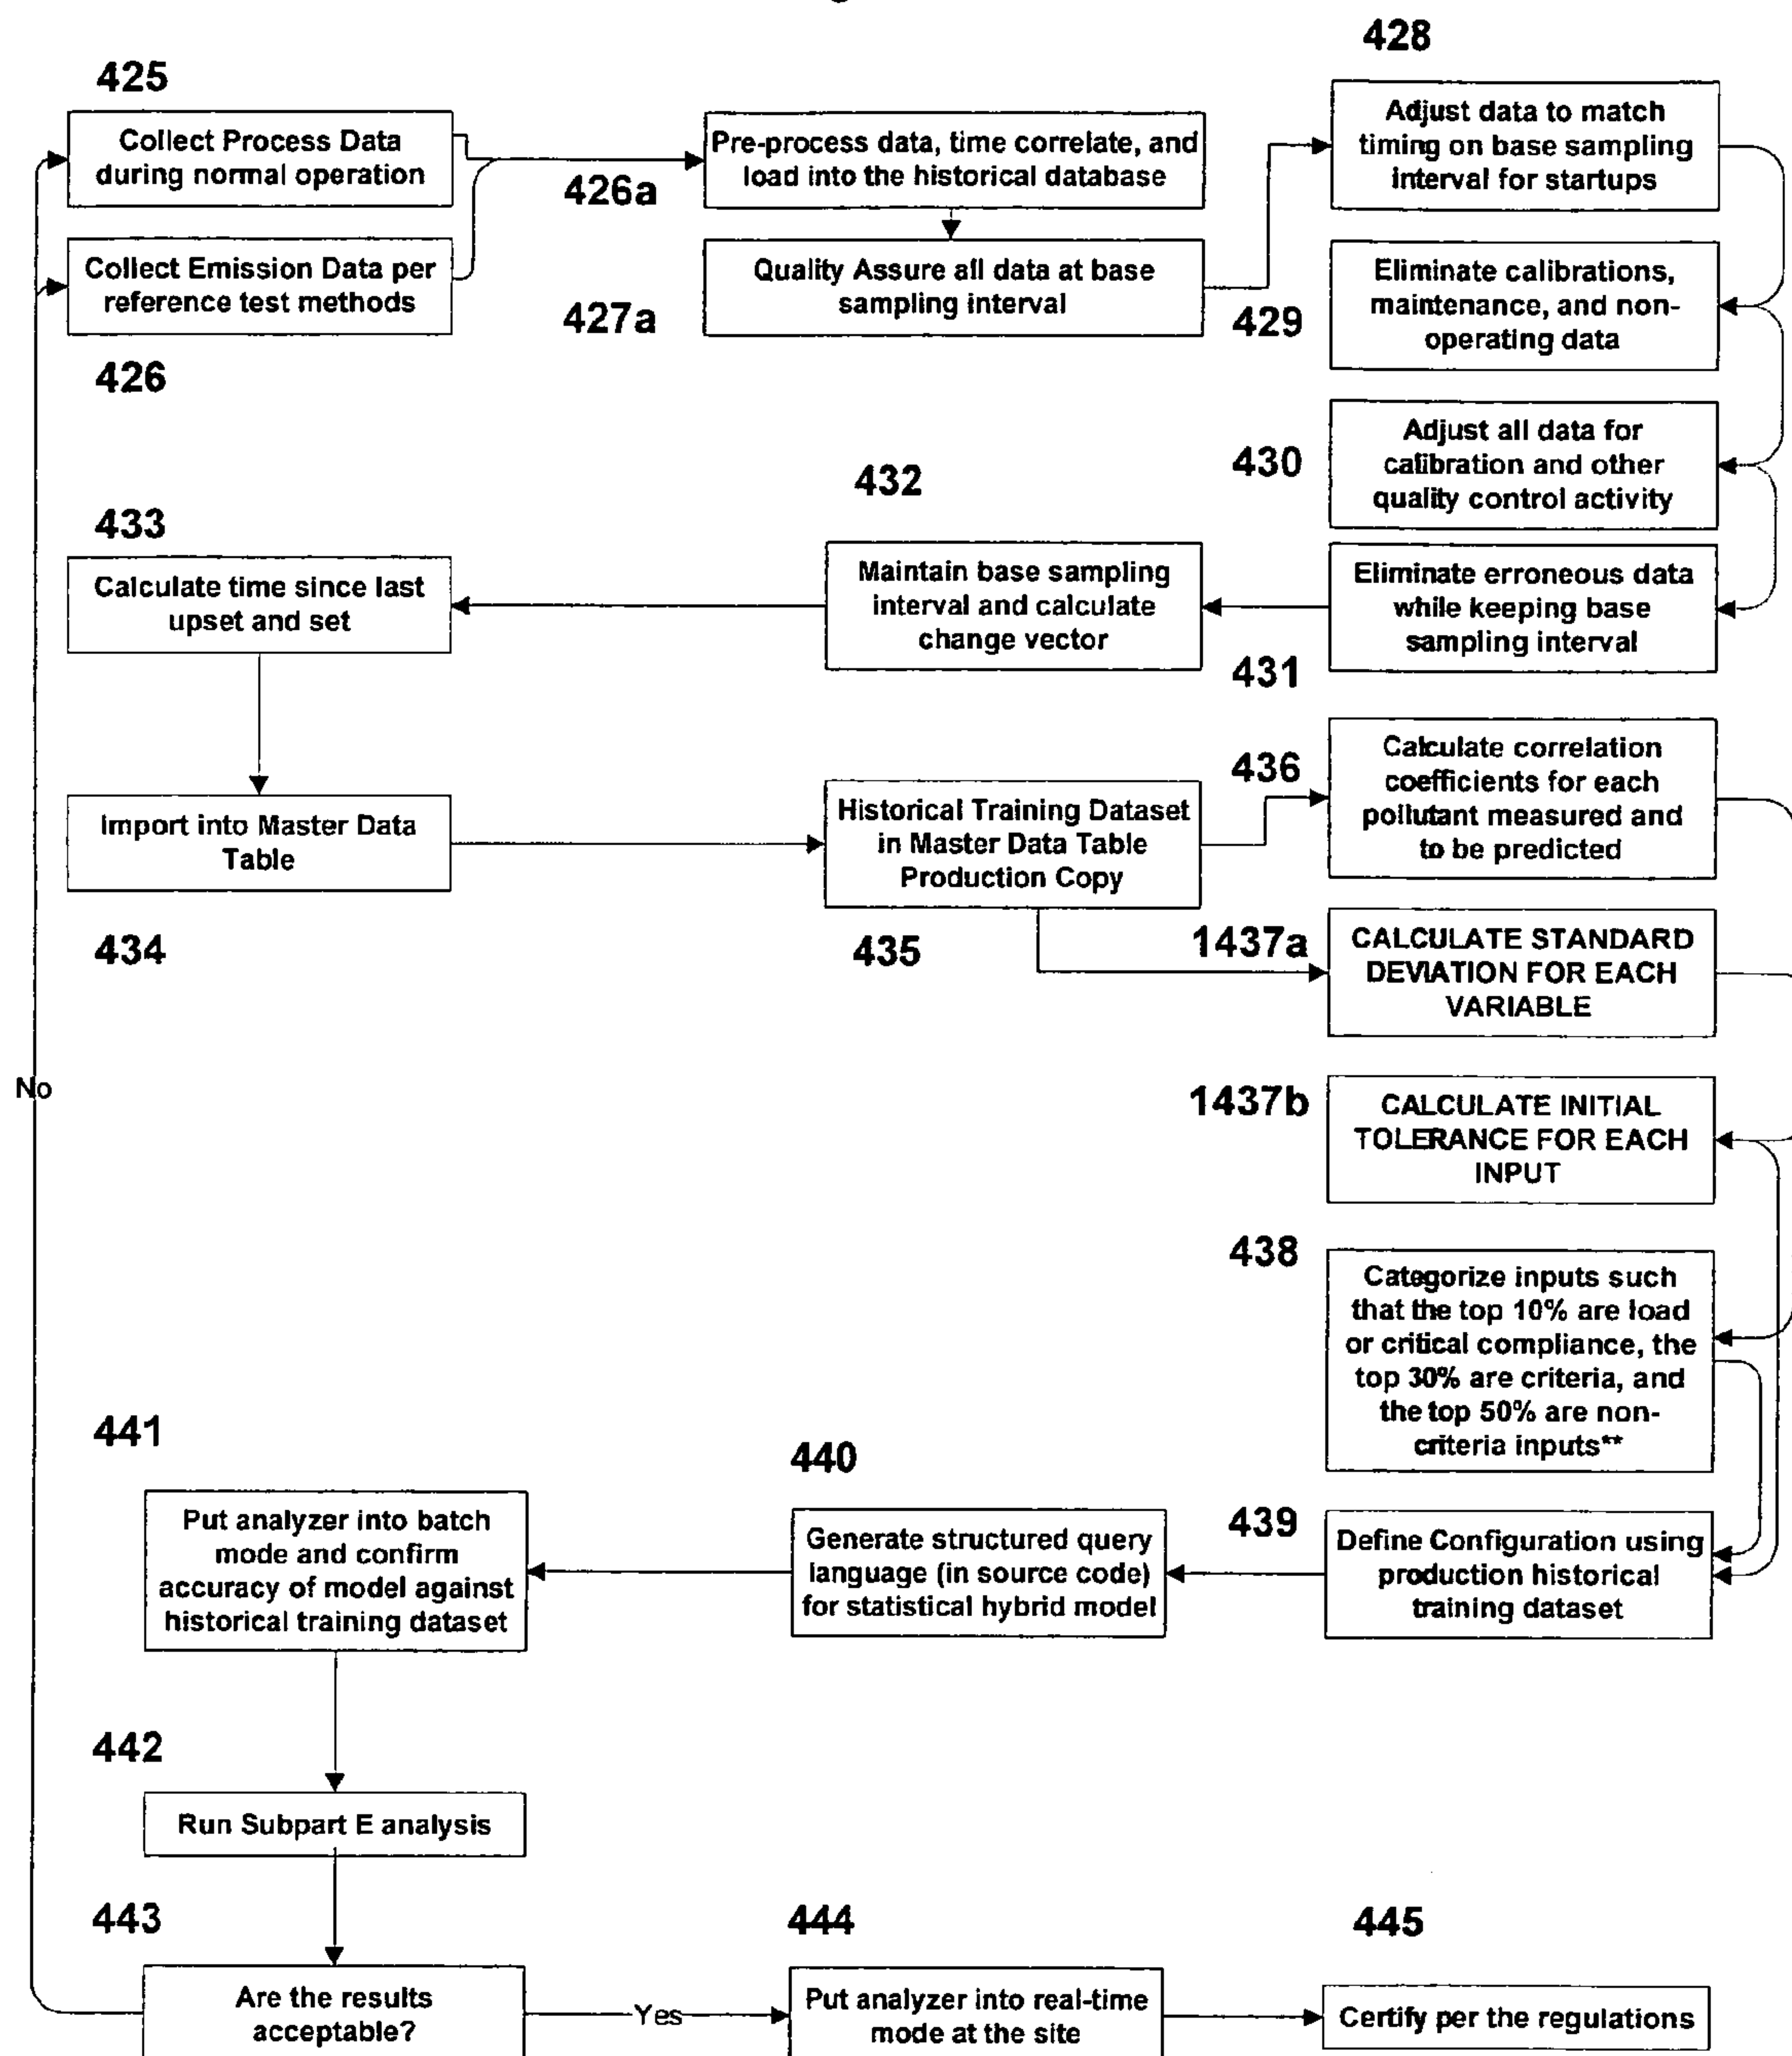 428
425
Collect Process Data
during normal operation
426a
Pre-process data, time correlate, and
load into the historical database
Adjust data to match
timing on base sampling
interval for startups
Collect Emission Data per
reference test methods
426
427a
Quality Assure all data at base
sampling interval
429
Eliminate calibrations,
maintenance, and non-
operating data
430
Adjust all data for
calibration and other
quality control activity
433
Calculate time since last
upset and set
432
Maintain base sampling
interval and calculate
change vector
431
Eliminate erroneous data
while keeping base
sampling interval
Import into Master Data
Table
434
Historical Training Dataset
in Master Data Table
Production Copy
435
436
Calculate correlation
coefficients for each
pollutant measured and
to be predicted
1437a
CALCULATE STANDARD
DEVIATION FOR EACH
VARIABLE
No
1437b
CALCULATE INITIAL
TOLERANCE FOR EACH
INPUT
438
Categorize inputs such
that the top 10% are load
or critical compliance, the
top 30% are criteria, and
the top 50% are non-
criteria inputs**
441
Put analyzer into batch
mode and confirm
accuracy of model against
historical training dataset
440
Generate structured query
language (in source code)
for statistical hybrid model
439
Define Configuration using
production historical
training dataset
442
Run Subpart E analysis
443
Are the results
acceptable?
Yes
444
Put analyzer into real-time
mode at the site
445
Certify per the regulations